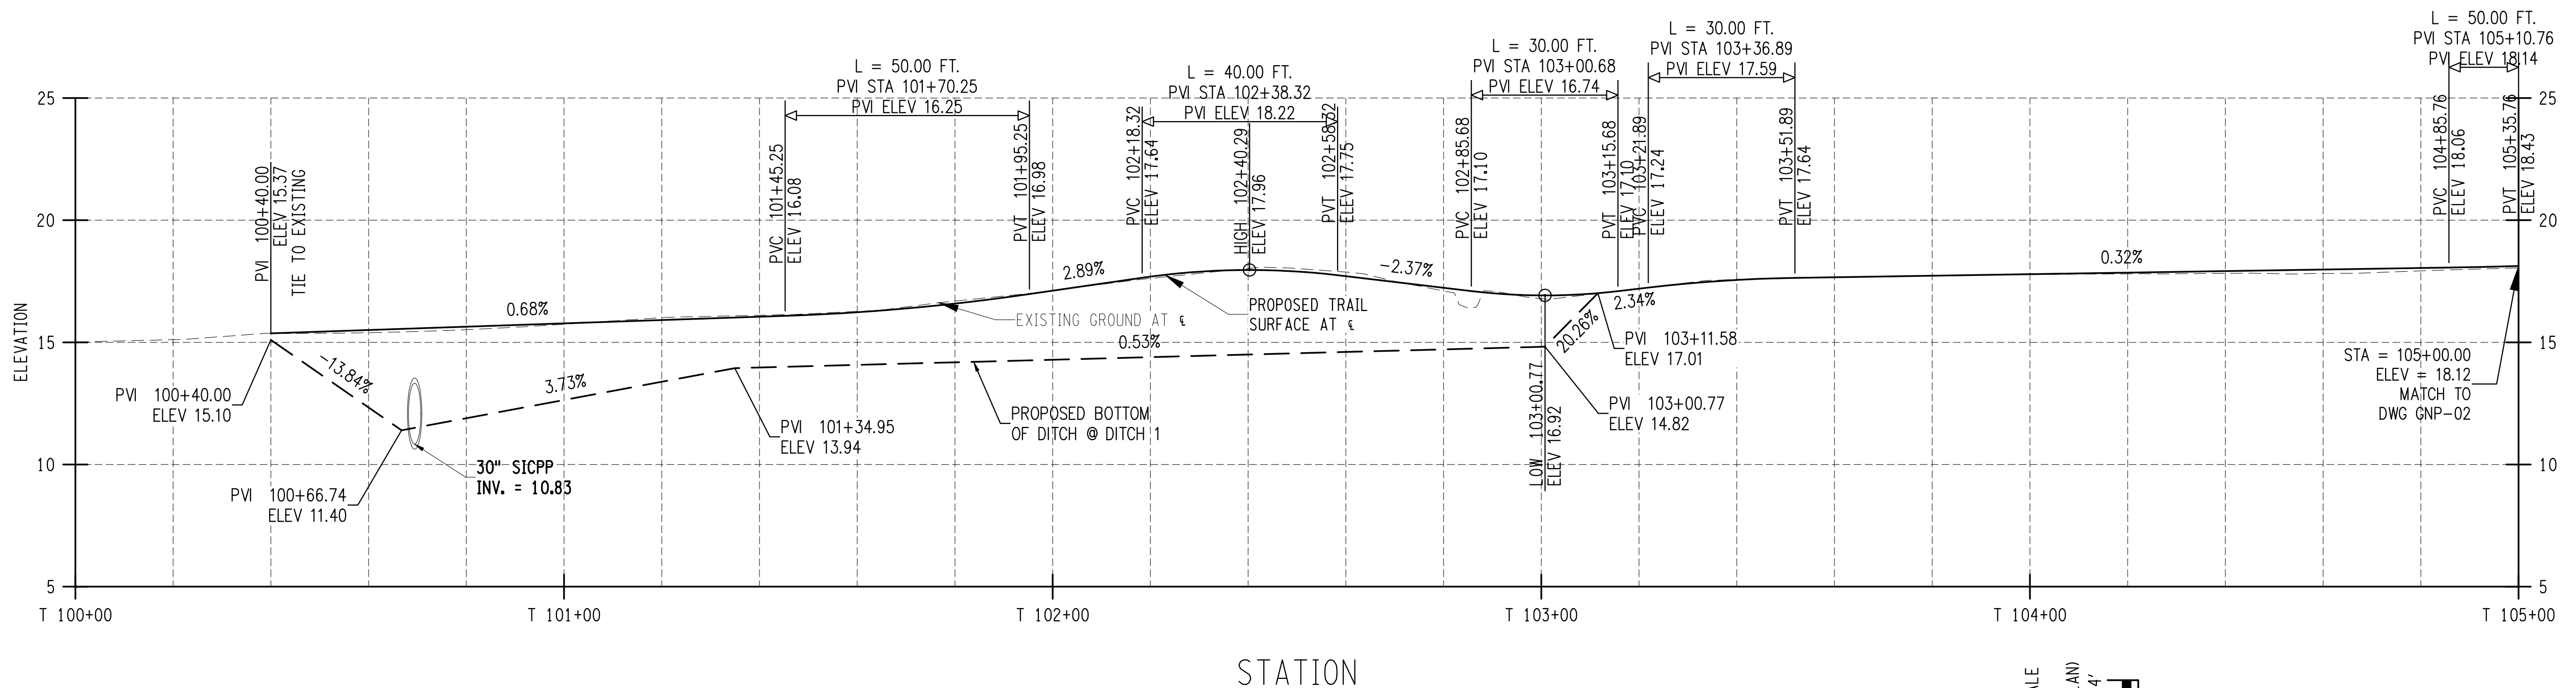 L = 50.00 FT.
PVI STA 101+70.25
PVI ELEV 16.25
L = 40.00 FT.
PVI STA 102+38.32
PVI ELEV 18.22
L = 30.00 FT.
PVI STA 103+00.68
PVI ELEV 16.74
L = 30.00 FT.
PVI STA 103+36.89
PVI ELEV 17.59
L = 50.00 FT.
PVI STA 105+10.76
PVI ELEV 18.14
25
20
15
10
5
ELEVATION
PVI 100+40.00
ELEV 15.37
TIE TO EXISTING
PVC 101+45.25
ELEV 16.08
PVT 101+95.25
ELEV 16.98
PVC 102+18.32
ELEV 17.64
HIGH 102+40.29
ELEV 17.96
PVT 102+58.32
ELEV 17.75
PVC 102+85.68
ELEV 17.10
PVT 103+15.68
ELEV 17.10
PVC 103+21.89
ELEV 17.24
PVT 103+51.89
ELEV 17.64
PVC 104+85.76
ELEV 18.06
PVT 105+35.76
ELEV 18.43
25
20
15
10
5
0.68%
2.89%
-2.37%
2.34%
0.32%
EXISTING GROUND AT ℄
PROPOSED TRAIL
SURFACE AT ℄
-13.84%
3.73%
0.53%
20.26%
PVI 100+40.00
ELEV 15.10
PVI 100+66.74
ELEV 11.40
30" SICPP
INV. = 10.83
PVI 101+34.95
ELEV 13.94
PROPOSED BOTTOM
OF DITCH @ DITCH 1
LOW 103+00.77
ELEV 16.92
PVI 103+11.58
ELEV 17.01
PVI 103+00.77
ELEV 14.82
STA = 105+00.00
ELEV = 18.12
MATCH TO
DWG GNP-02
T 100+00
T 101+00
T 102+00
T 103+00
T 104+00
T 105+00
STATION